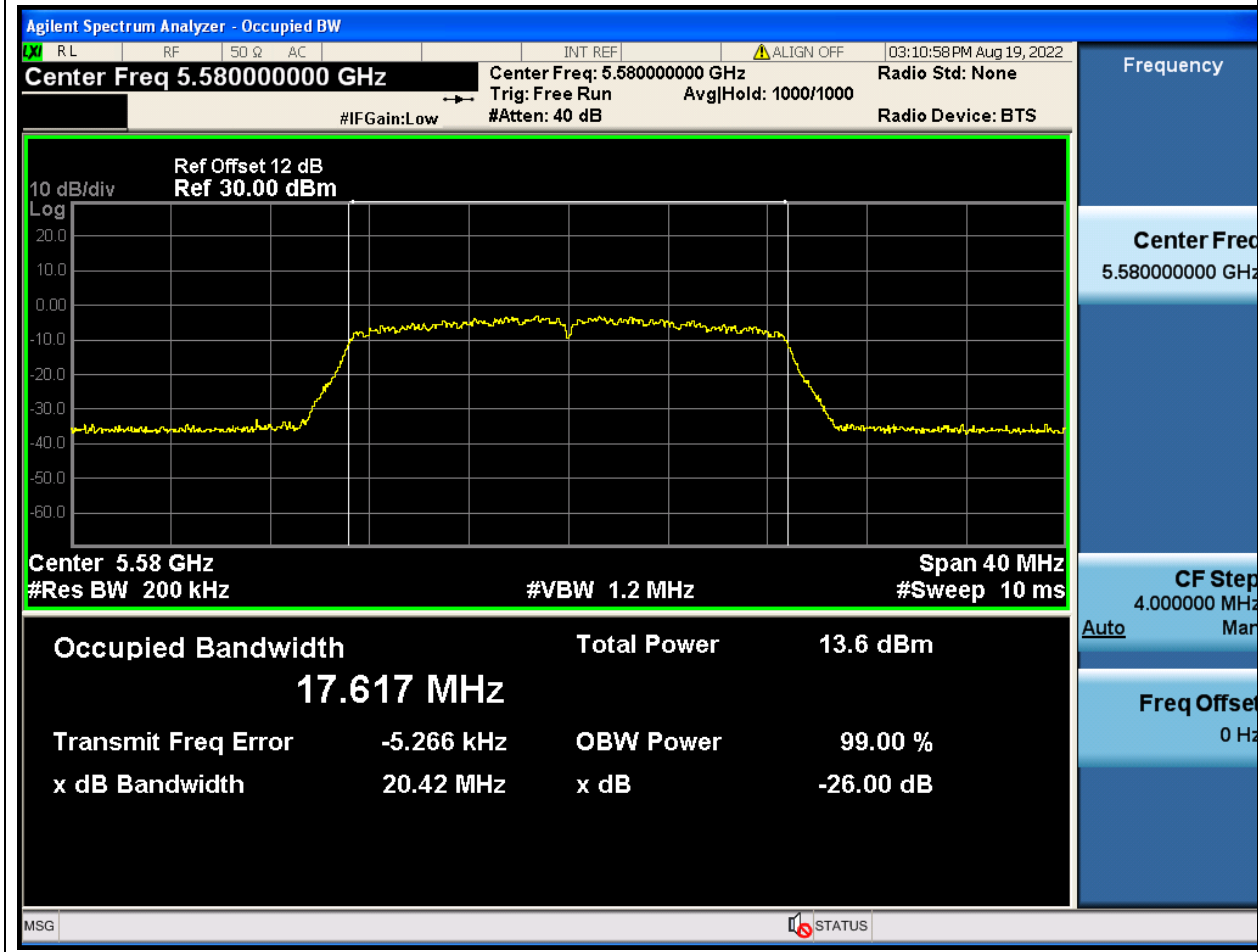 Agilent Spectrum Analyzer - Occupied BW
LXI RL RF 50 Ω AC INT REF ALIGN OFF 03:10:58 PM Aug 19, 2022
Center Freq 5.580000000 GHz
Center Freq: 5.580000000 GHz
Radio Std: None
Trig: Free Run Avg|Hold: 1000/1000
#IFGain:Low #Atten: 40 dB Radio Device: BTS
Ref Offset 12 dB
10 dB/div Ref 30.00 dBm
Log
20.0
10.0
0.00
-10.0
-20.0
-30.0
-40.0
-50.0
-60.0
Center 5.58 GHz Span 40 MHz
#Res BW 200 kHz #VBW 1.2 MHz #Sweep 10 ms
Occupied Bandwidth Total Power 13.6 dBm
17.617 MHz
Transmit Freq Error -5.266 kHz OBW Power 99.00 %
x dB Bandwidth 20.42 MHz x dB -26.00 dB
MSG STATUS
Frequency
Center Freq
5.580000000 GHz
CF Step
4.000000 MHz
Auto Man
Freq Offset
0 Hz